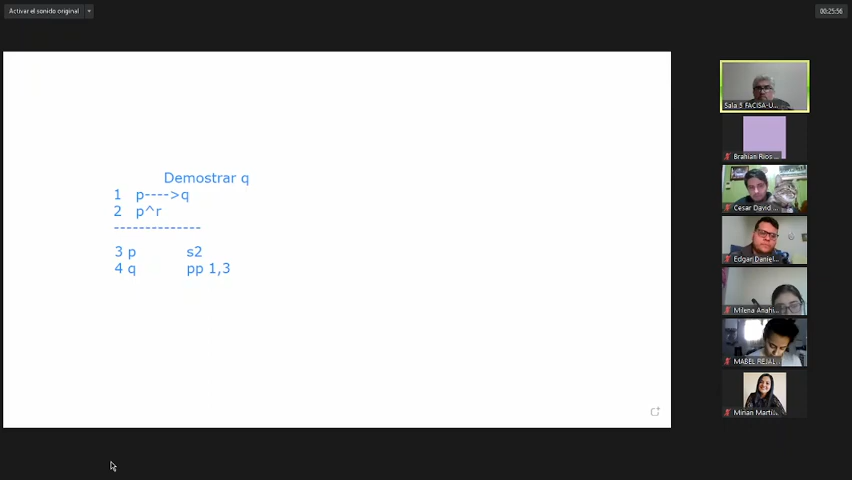 Activar el sonido original
00:25:56
Demostrar q
1 p---->q
2 p^r
--------------
3 p s2
4 q pp 1,3
Sala 5 FACISA-U...
Brahian Rios ...
Cesar David ...
Edgar Daniel...
Milena Anahi...
MABEL REJAL...
Mirian Marti...